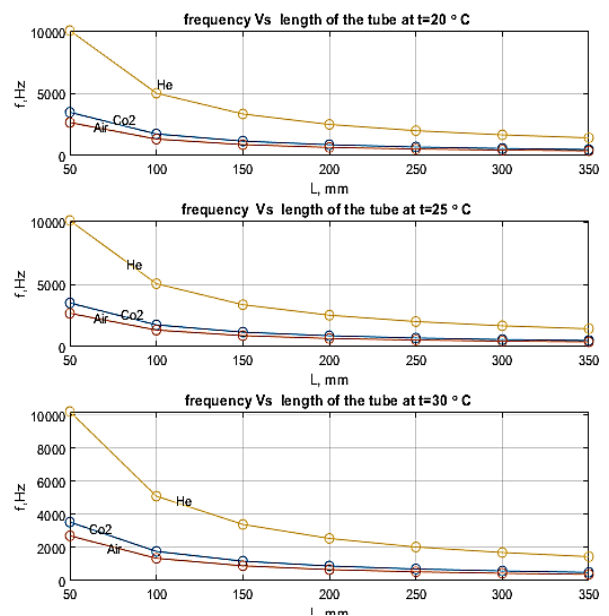 frequency Vs length of the tube at t=20 ° C
10000
5000
0
f,Hz
He
Co2
Air
50 100 150 200 250 300 350
L, mm
frequency Vs length of the tube at t=25 ° C
10000
5000
0
f,Hz
He
Air Co2
50 100 150 200 250 300 350
L, mm
frequency Vs length of the tube at t=30 ° C
10000
8000
6000
4000
2000
0
f,Hz
He
Co2
Air
50 100 150 200 250 300 350
L, mm